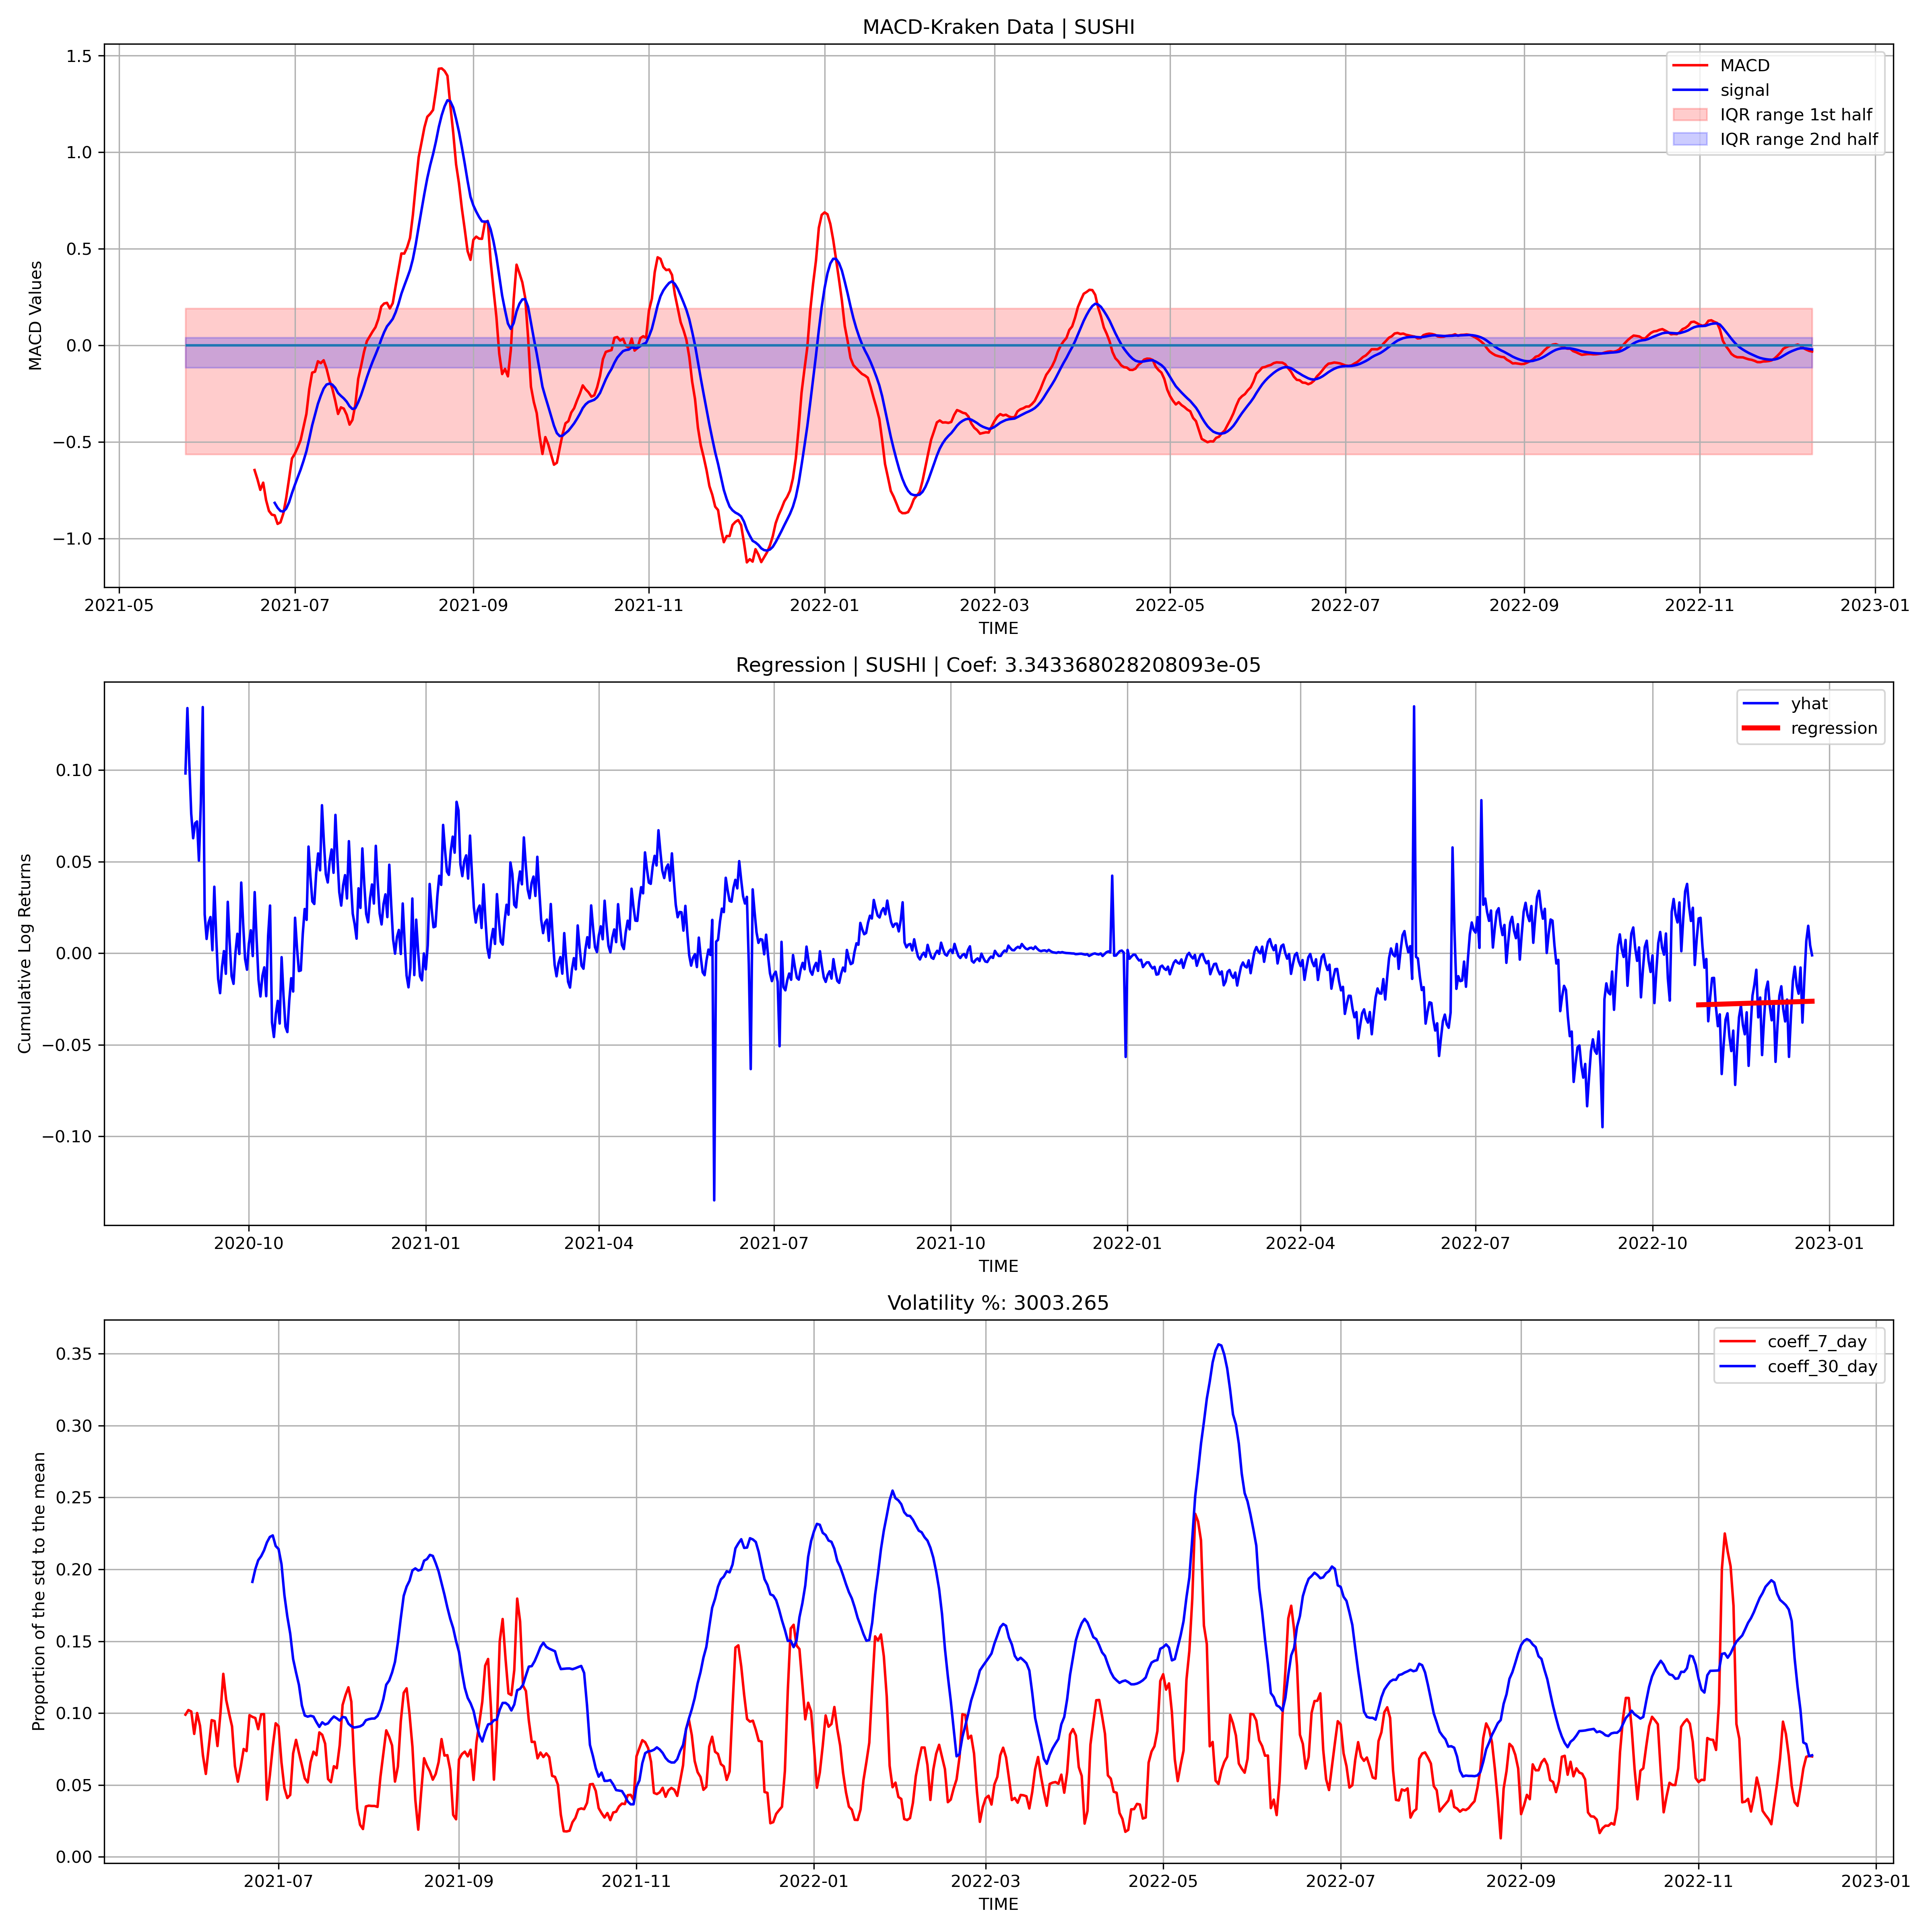 MACD-Kraken Data | SUSHI
1.5
1.0
0.5
0.0
−0.5
−1.0
MACD Values
MACD
signal
IQR range 1st half
IQR range 2nd half
2021-05 2021-07 2021-09 2021-11 2022-01 2022-03 2022-05 2022-07 2022-09 2022-11 2023-01
TIME
Regression | SUSHI | Coef: 3.343368028208093e-05
0.10
0.05
0.00
−0.05
−0.10
Cumulative Log Returns
yhat
regression
2020-10 2021-01 2021-04 2021-07 2021-10 2022-01 2022-04 2022-07 2022-10 2023-01
TIME
Volatility %: 3003.265
0.35
0.30
0.25
0.20
0.15
0.10
0.05
0.00
Proportion of the std to the mean
coeff_7_day
coeff_30_day
2021-07 2021-09 2021-11 2022-01 2022-03 2022-05 2022-07 2022-09 2022-11 2023-01
TIME